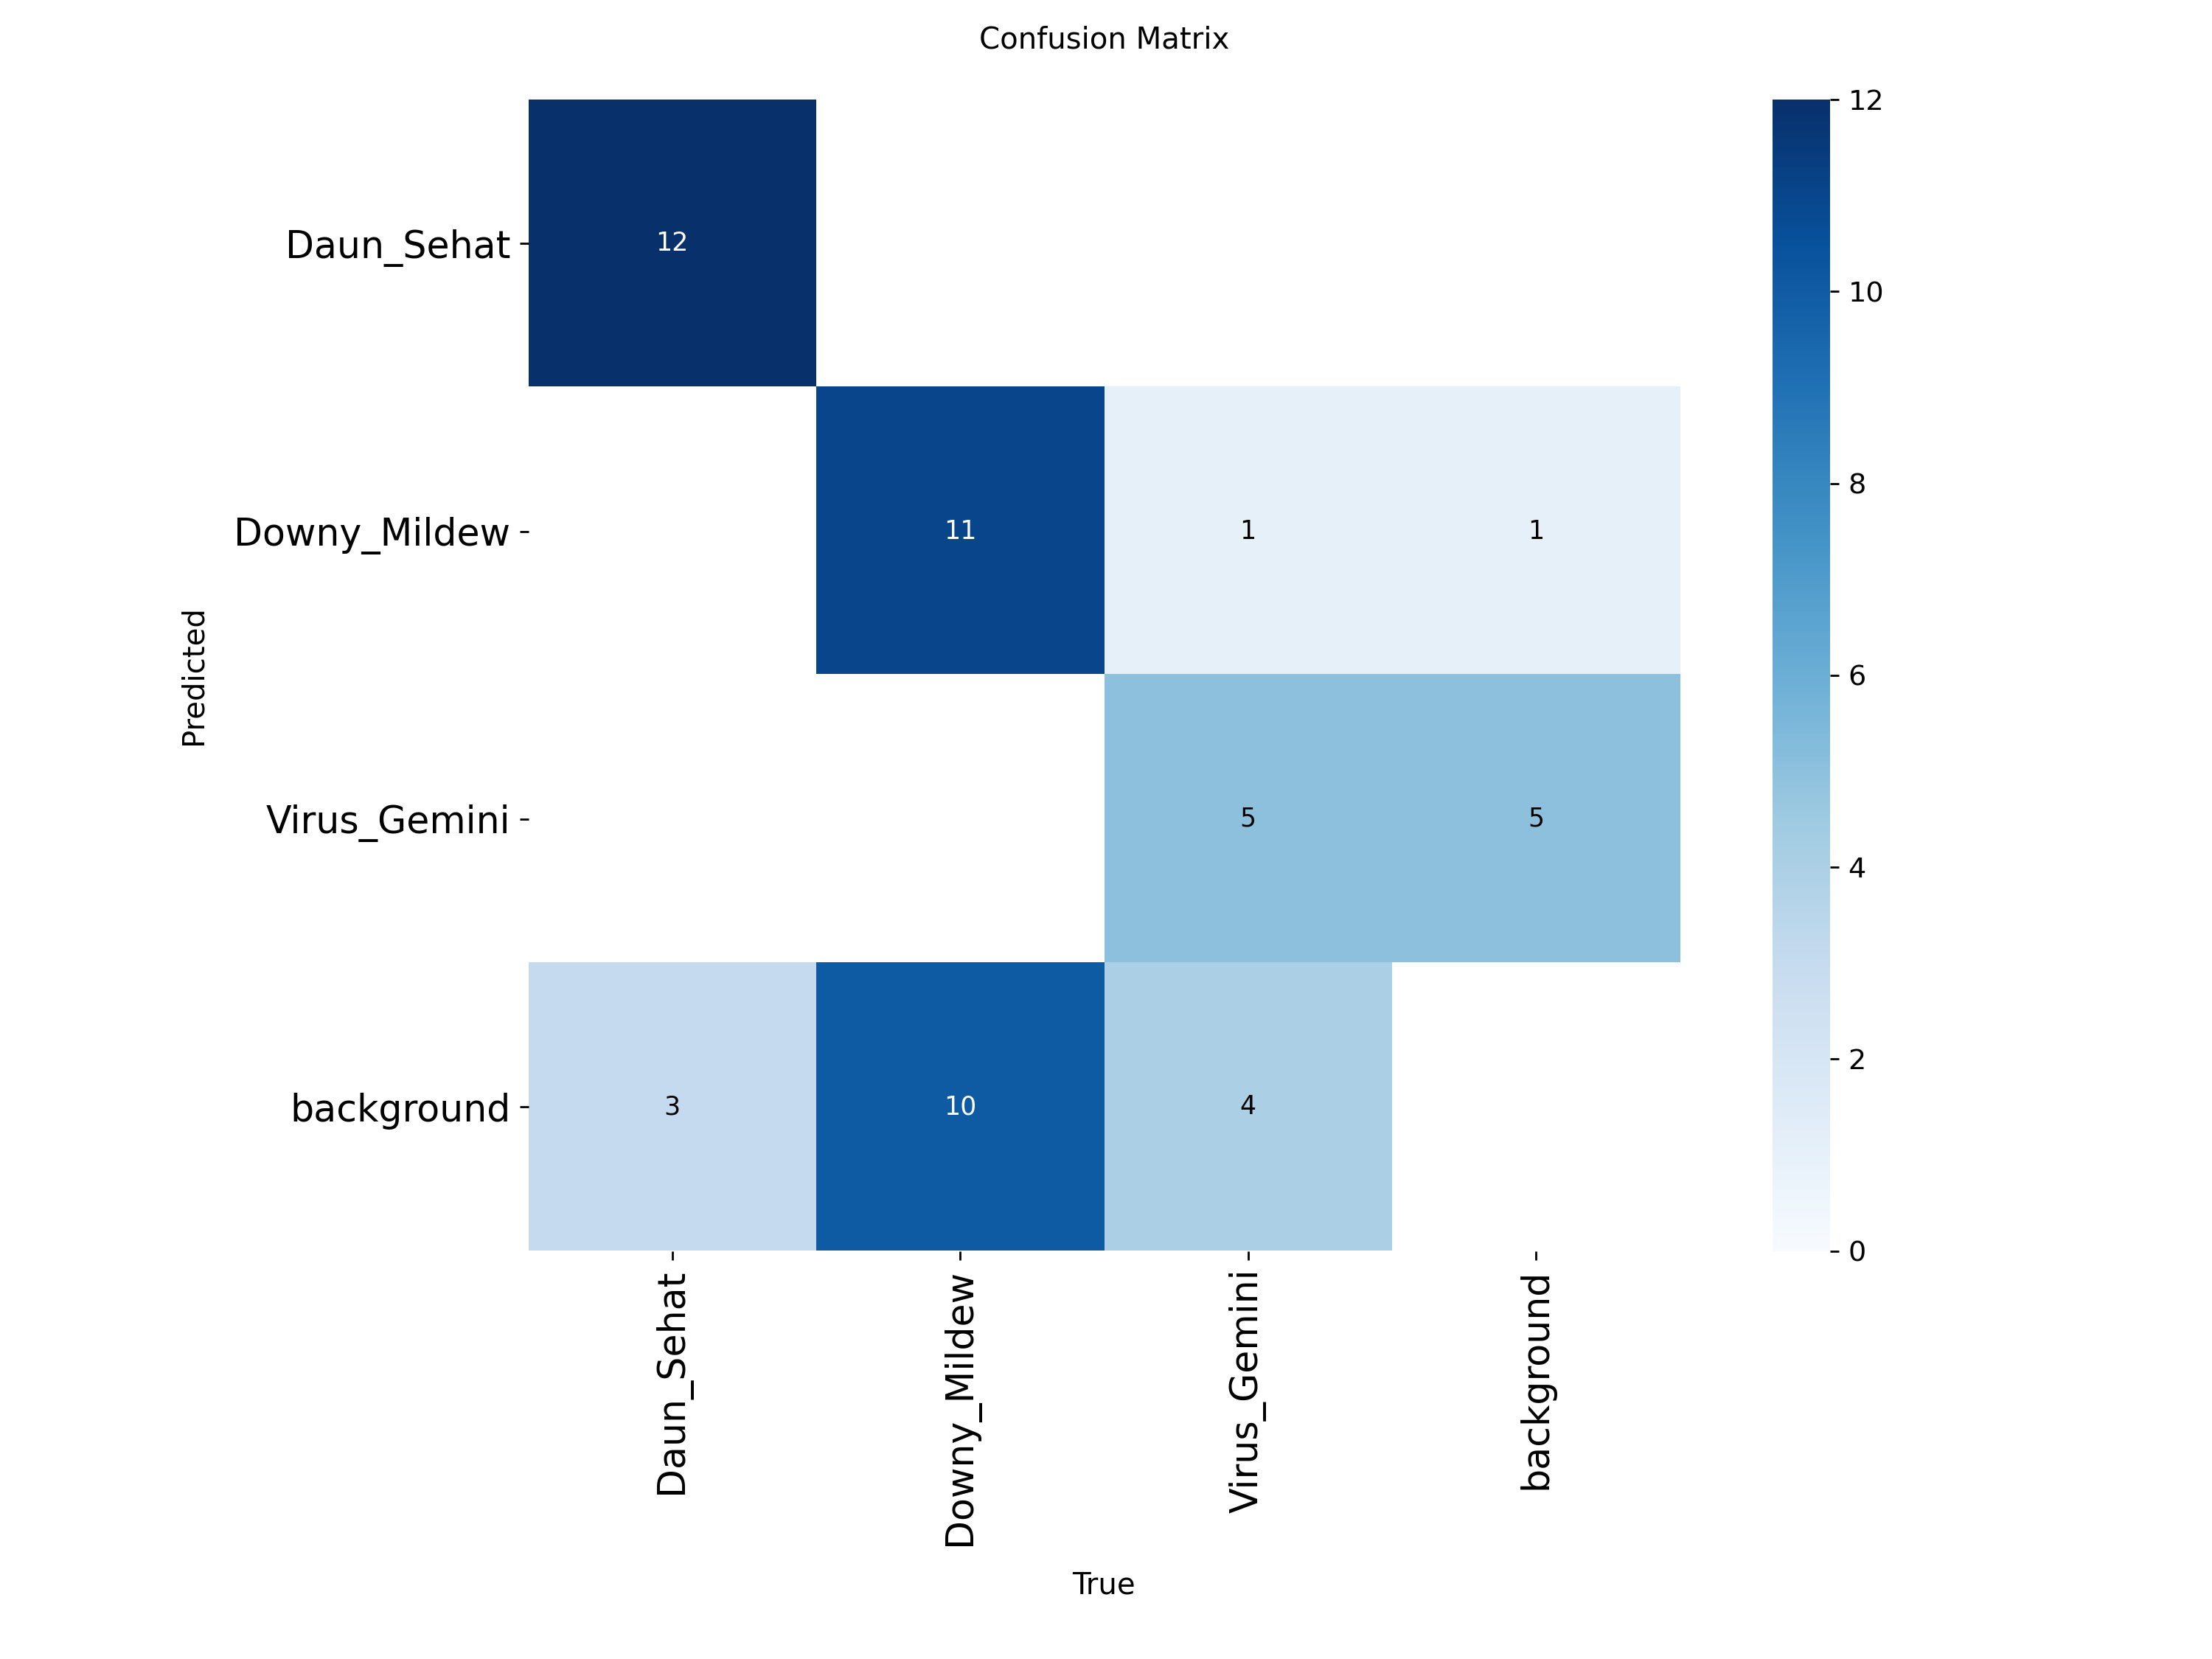 Confusion Matrix
Predicted
Daun_Sehat
12
Downy_Mildew
11 1 1
Virus_Gemini
5 5
background
3 10 4
Daun_Sehat
Downy_Mildew
Virus_Gemini
background
True
12
10
8
6
4
2
0